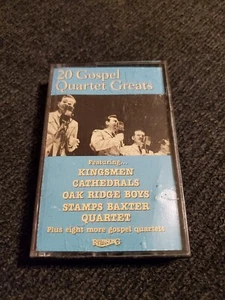 20 Gospel
Quartet Greats
Featuring...
KINGSMEN
CATHEDRALS
OAK RIDGE BOYS
STAMPS BAXTER
QUARTET
Plus eight more gospel quartets